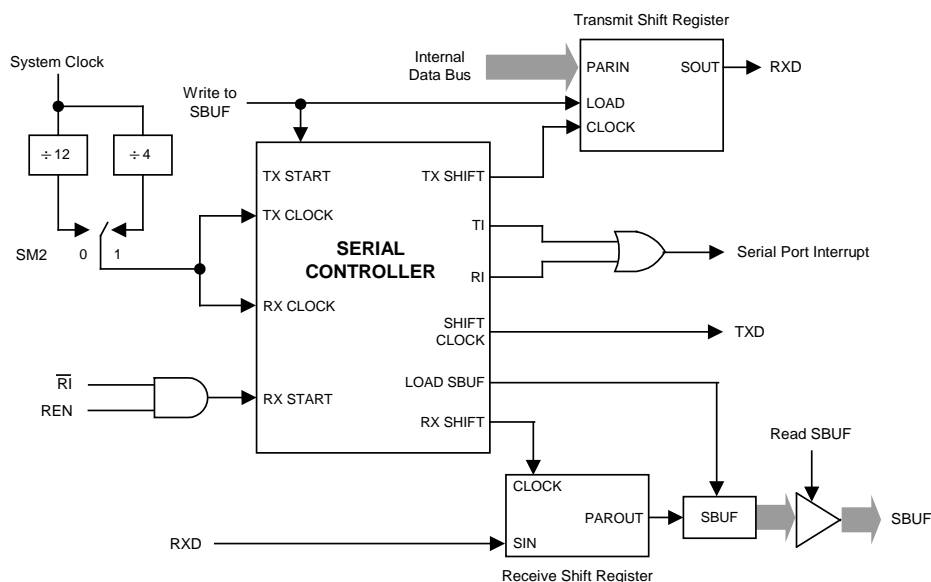 Transmit Shift Register
System Clock
Internal
Data Bus
PARIN
SOUT
RXD
Write to
SBUF
LOAD
CLOCK
÷12
÷4
TX START
TX SHIFT
TX CLOCK
TI
SM2
0
1
SERIAL
CONTROLLER
Serial Port Interrupt
RI
RX CLOCK
SHIFT
CLOCK
TXD
RI
REN
RX START
LOAD SBUF
RX SHIFT
Read SBUF
CLOCK
PAROUT
SBUF
SBUF
RXD
SIN
Receive Shift Register